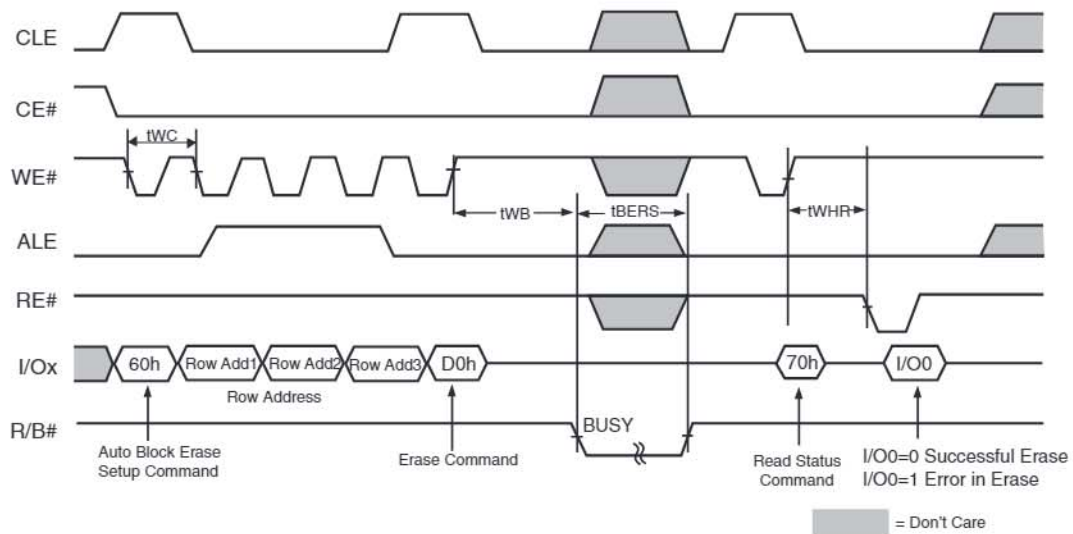 CLE
CE#
tWC
WE#
tWB
tBERS
tWHR
ALE
RE#
I/Ox
60h
Row Add1
Row Add2
Row Add3
D0h
70h
I/O0
Row Address
R/B#
BUSY
Auto Block Erase
Setup Command
Erase Command
Read Status
Command
I/O0=0 Successful Erase
I/O0=1 Error in Erase
= Don't Care